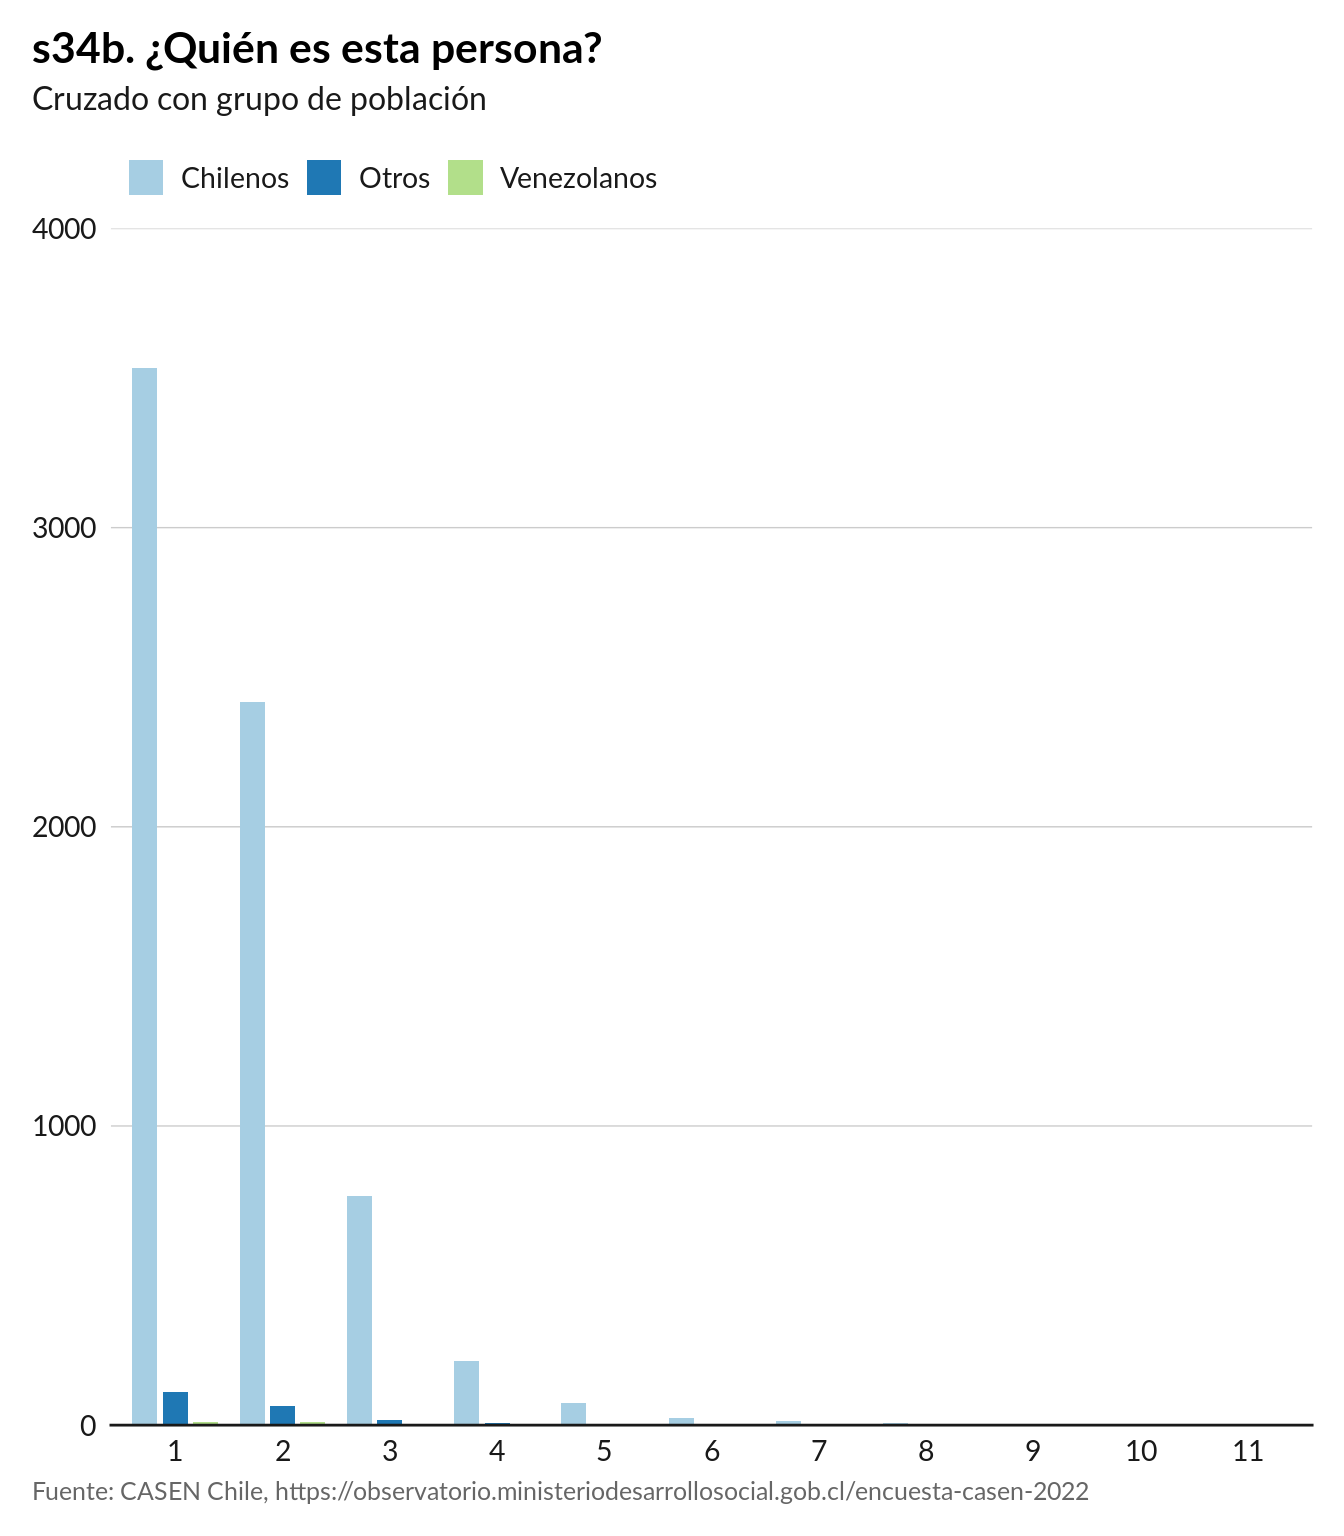 s34b. ¿Quién es esta persona?
Cruzado con grupo de población
Chilenos Otros Venezolanos
4000
3000
2000
1000
0
1 2 3 4 5 6 7 8 9 10 11
Fuente: CASEN Chile, https://observatorio.ministeriodesarrollosocial.gob.cl/encuesta-casen-2022